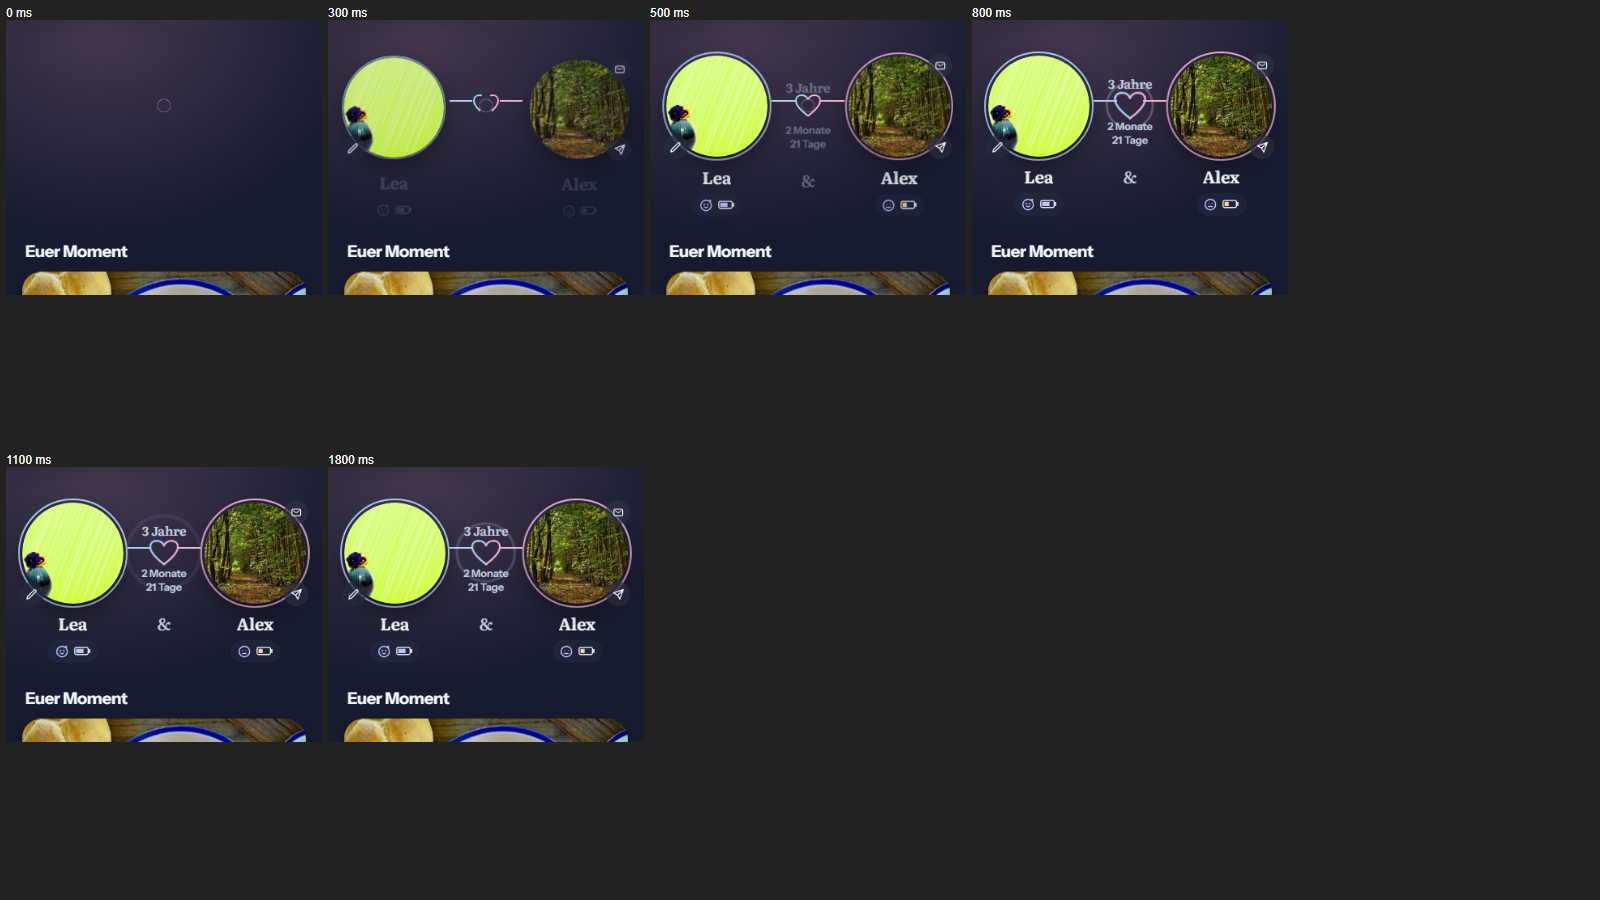 0 ms
300 ms
500 ms
800 ms
Euer Moment
Lea
Alex
Euer Moment
3 Jahre
2 Monate
21 Tage
Lea
&
Alex
Euer Moment
3 Jahre
2 Monate
21 Tage
Lea
&
Alex
Euer Moment
1100 ms
1800 ms
3 Jahre
2 Monate
21 Tage
Lea
&
Alex
Euer Moment
3 Jahre
2 Monate
21 Tage
Lea
&
Alex
Euer Moment